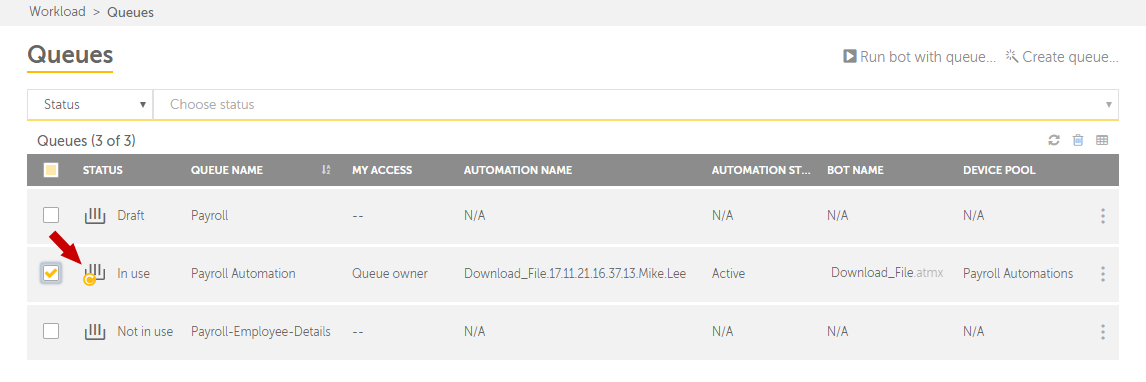 Workload > Queues
Queues
Run bot with queue... Create queue...
Status Choose status
Queues (3 of 3)
STATUS QUEUE NAME MY ACCESS AUTOMATION NAME AUTOMATION ST... BOT NAME DEVICE POOL
Draft Payroll -- N/A N/A N/A N/A
In use Payroll Automation Queue owner Download_File.17.11.21.16.37.13.Mike.Lee Active Download_File.atmx Payroll Automations
Not in use Payroll-Employee-Details -- N/A N/A N/A N/A